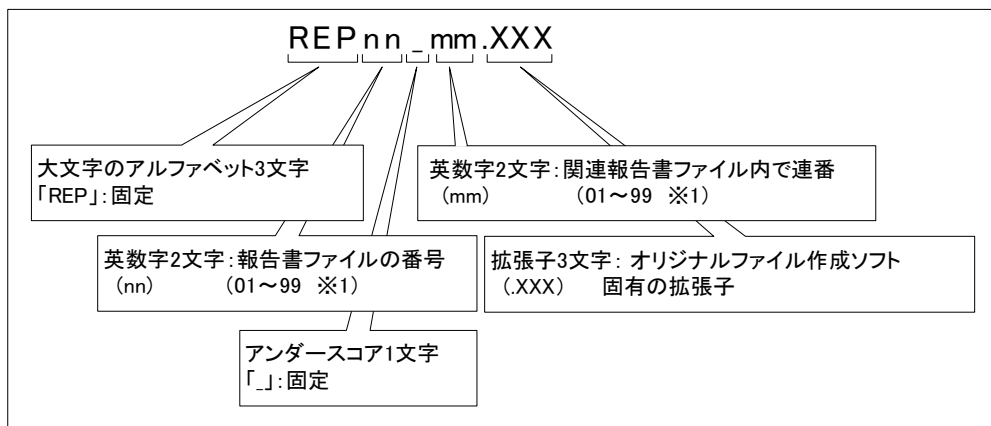 REPnn_mm.XXX
大文字のアルファベット3文字
「REP」:固定
英数字2文字:関連報告書ファイル内で連番
(mm) (01~99 ※1)
英数字2文字:報告書ファイルの番号
(nn) (01~99 ※1)
拡張子3文字: オリジナルファイル作成ソフト
(.XXX) 固有の拡張子
アンダースコア1文字
「_」:固定